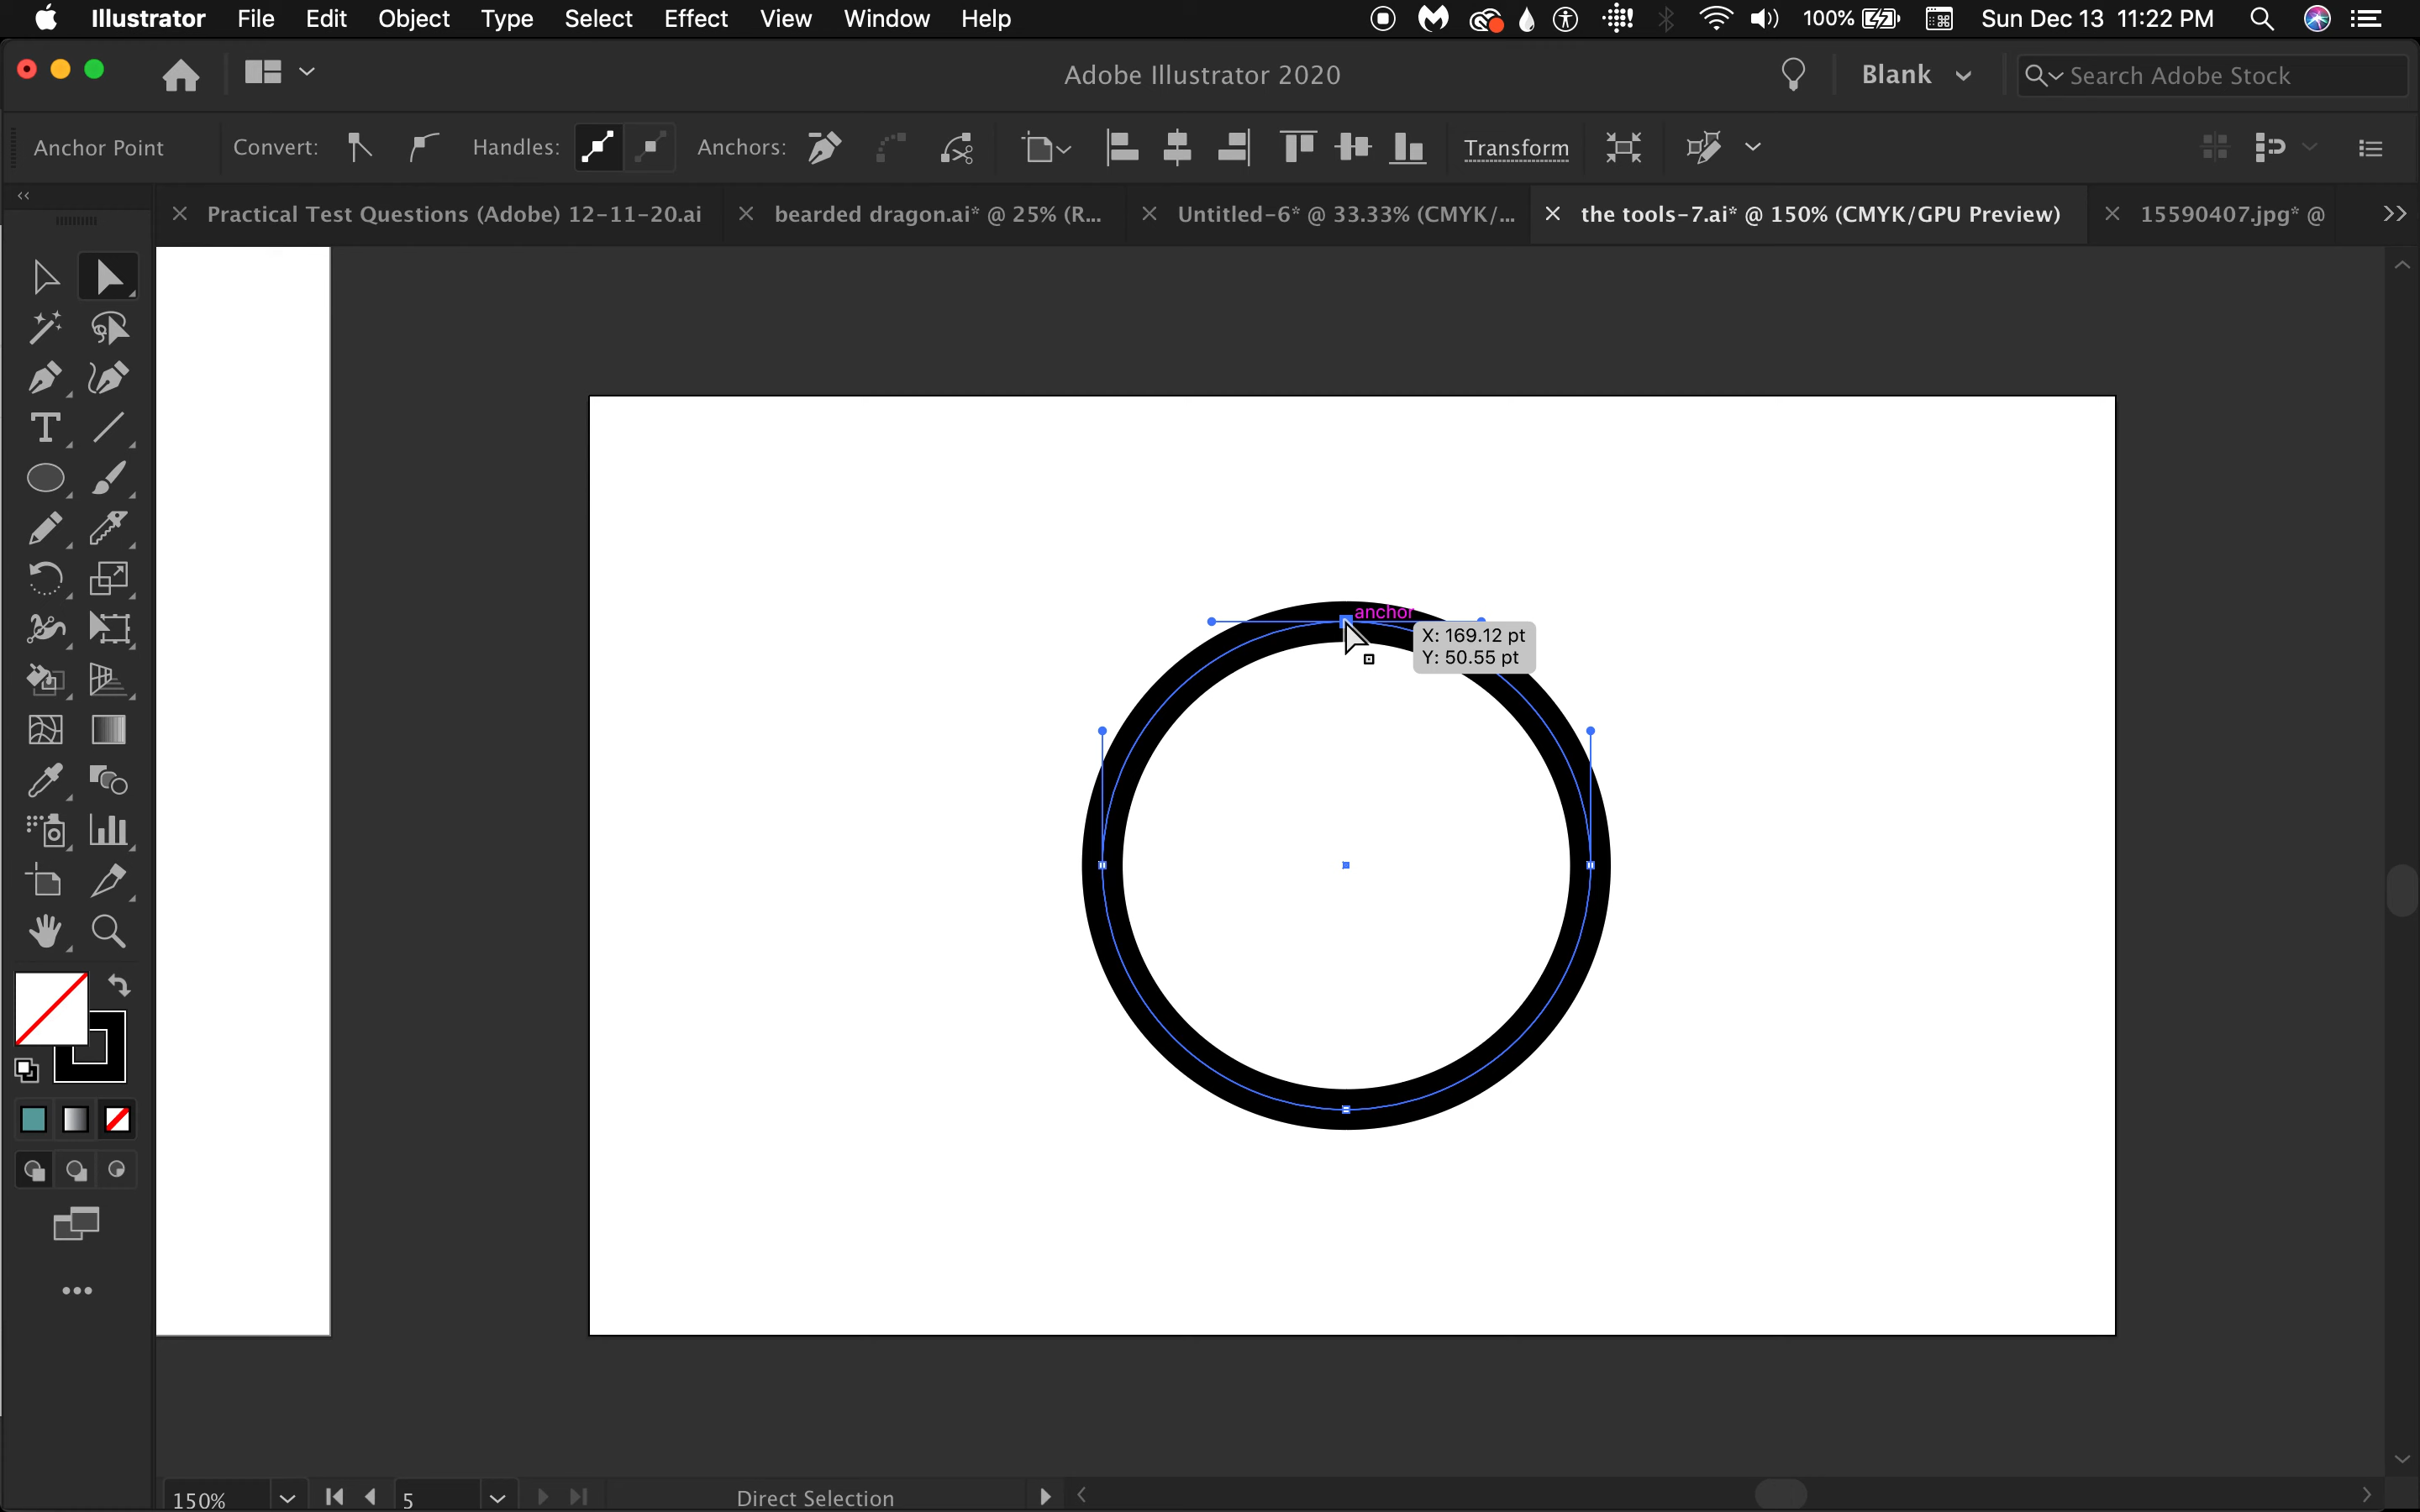 Illustrator File Edit Object Type Select Effect View Window Help 100% Sun Dec 13 11:22 PM
Adobe Illustrator 2020 Blank Search Adobe Stock
Anchor Point Convert: Handles: Anchors: Transform
Practical Test Questions (Adobe) 12-11-20.ai bearded dragon.ai* @ 25% (R... Untitled-6* @ 33.33% (CMYK/... the tools-7.ai* @ 150% (CMYK/GPU Preview) 15590407.jpg* @
anchor
X: 169.12 pt
Y: 50.55 pt
150% 5 Direct Selection